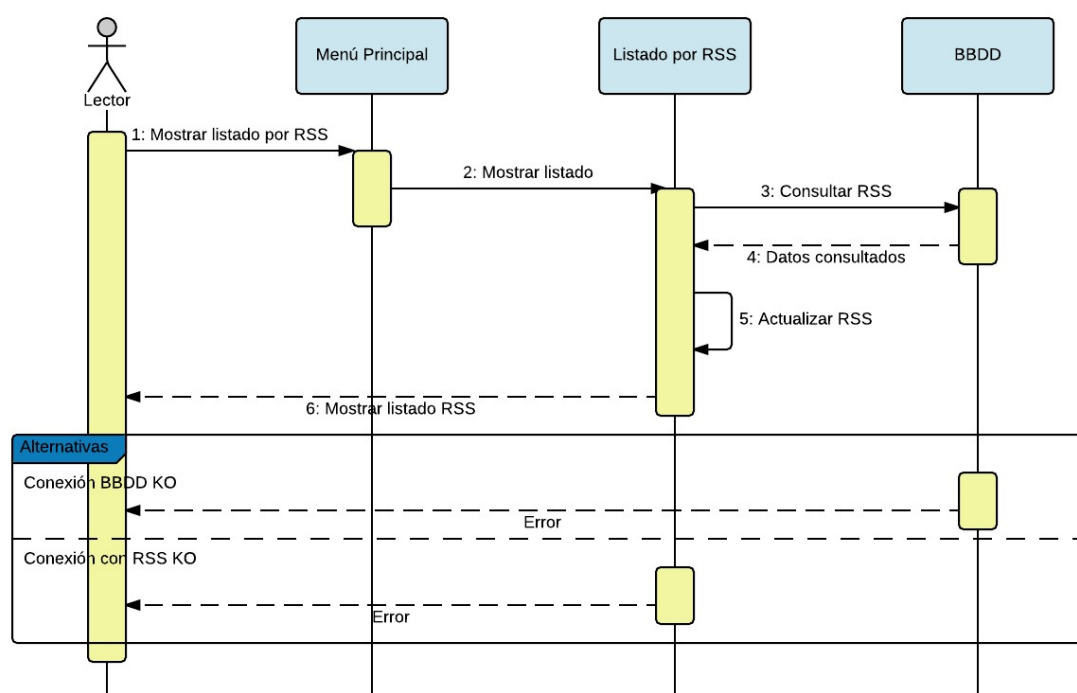 Lector
Menú Principal
Listado por RSS
BBDD
1: Mostrar listado por RSS
2: Mostrar listado
3: Consultar RSS
4: Datos consultados
5: Actualizar RSS
6: Mostrar listado RSS
Alternativas
Conexión BBDD KO
Error
Conexión con RSS KO
Error